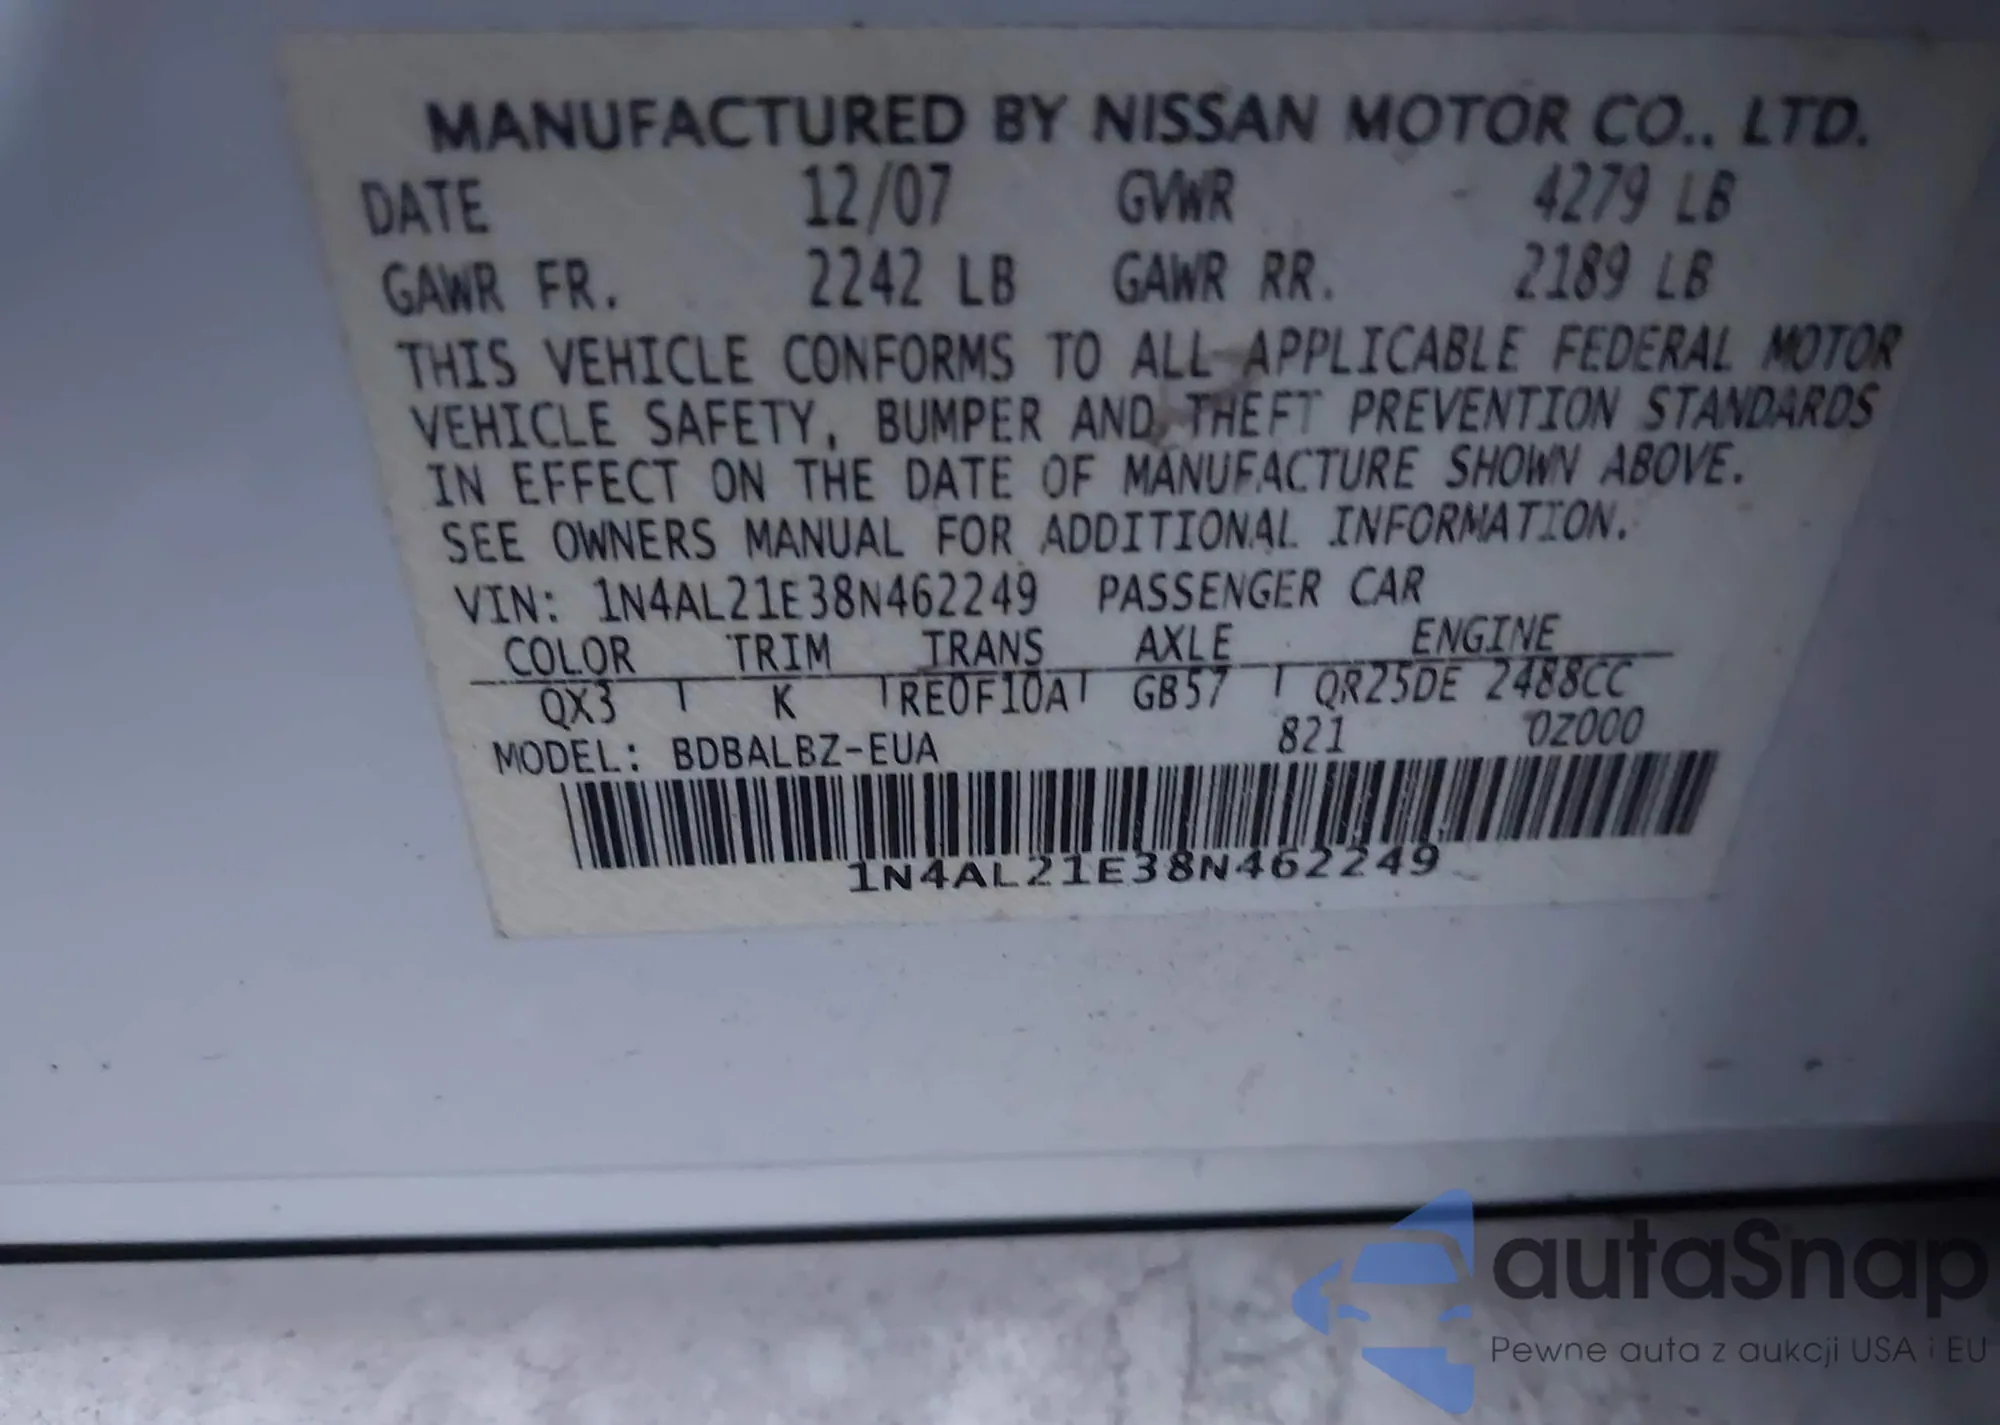 MANUFACTURED BY NISSAN MOTOR CO., LTD.
DATE 12/07 GVWR 4279 LB
GAWR FR. 2242 LB GAWR RR. 2189 LB
THIS VEHICLE CONFORMS TO ALL APPLICABLE FEDERAL MOTOR
VEHICLE SAFETY, BUMPER AND THEFT PREVENTION STANDARDS
IN EFFECT ON THE DATE OF MANUFACTURE SHOWN ABOVE.
SEE OWNERS MANUAL FOR ADDITIONAL INFORMATION.
VIN: 1N4AL21E38N462249 PASSENGER CAR
COLOR TRIM TRANS AXLE ENGINE
QX3 K RE0F10A GB57 QR25DE 2488CC
821 0Z000
MODEL: BDBALBZ-EUA
1N4AL21E38N462249
autaSnap
Pewne auta z aukcji USA i EU